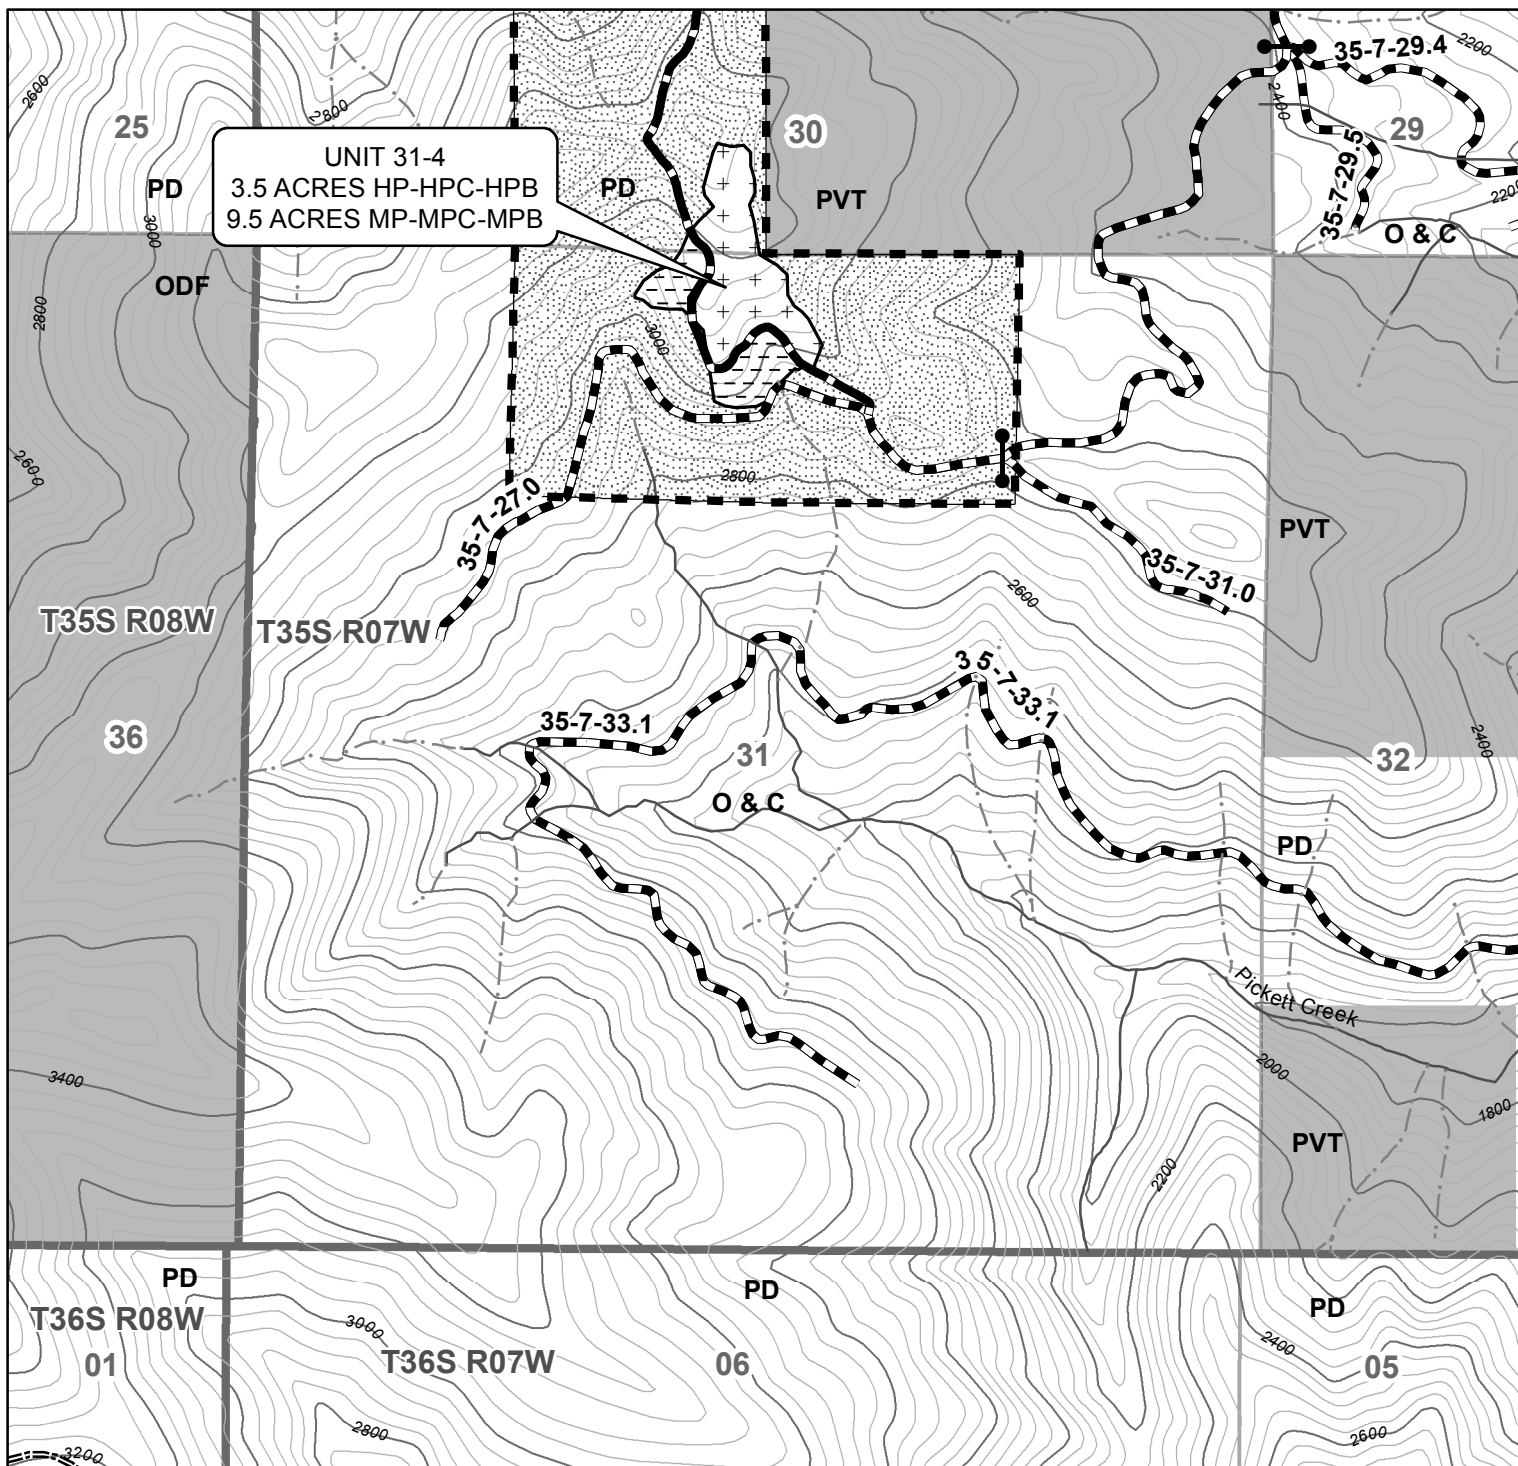 2600
25
2800
30
2400
35-7-29.4
2200
29
UNIT 31-4
3.5 ACRES HP-HPC-HPB
9.5 ACRES MP-MPC-MPB
PD
PD
PVT
35-7-29.5
2200
3000
O & C
ODF
2800
3000
2600
2800
35-7-27.0
PVT
35-7-31.0
2600
T35S R08W
T35S R07W
35-7-33.1
35-7-33.1
36
31
2400
32
O & C
PD
Pickett Creek
2000
3400
1800
PVT
2200
PD
PD
PD
T36S R08W
3000
2400
01
T36S R07W
06
05
2800
2600
3200